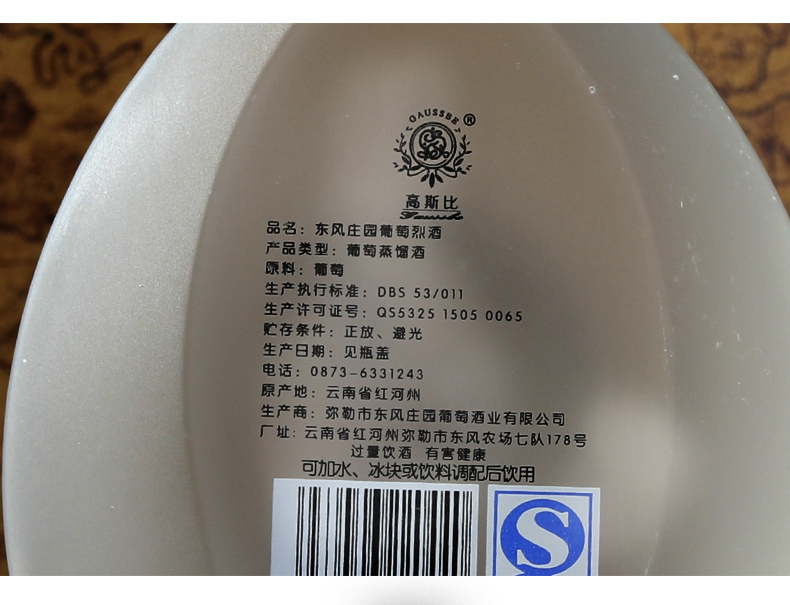 GAUSSBE ®
高斯比
Gaussbe
品名：东风庄园葡萄烈酒
产品类型：葡萄蒸馏酒
原料：葡萄
生产执行标准：DBS 53/011
生产许可证号：QS5325 1505 0065
贮存条件：正放、避光
生产日期：见瓶盖
电话：0873-6331243
原产地：云南省红河州
生产商：弥勒市东风庄园葡萄酒业有限公司
厂址：云南省红河州弥勒市东风农场七队178号
过量饮酒 有害健康
可加水、冰块或饮料调配后饮用
S